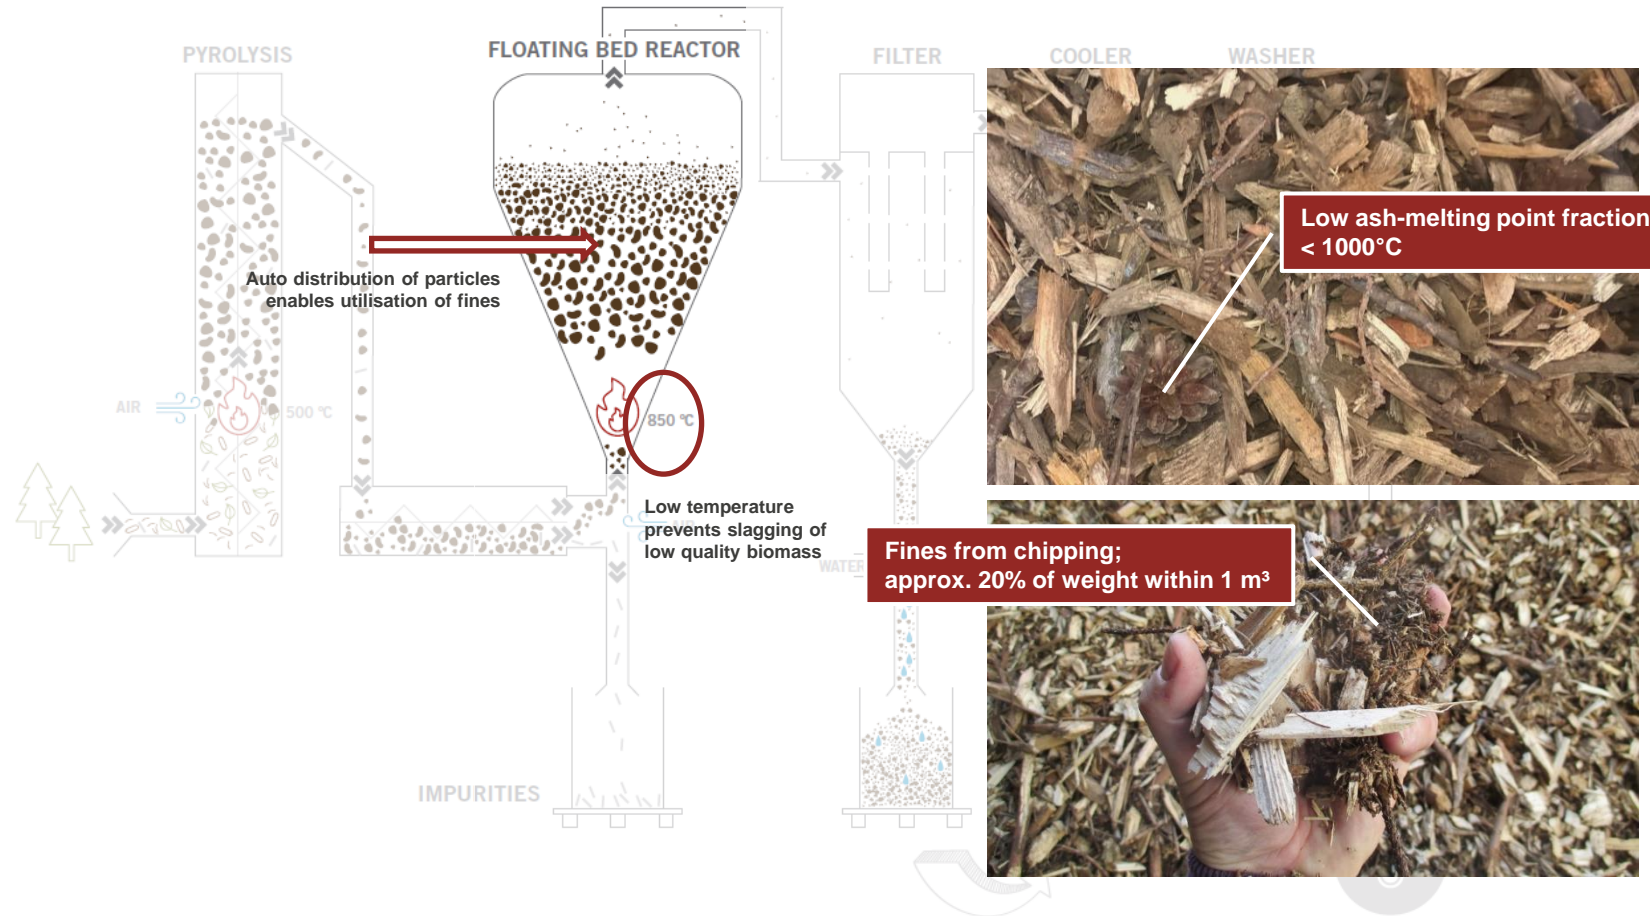 PYROLYSIS
FLOATING BED REACTOR
FILTER
COOLER
WASHER
Low ash-melting point fraction
< 1000°C
Auto distribution of particles
enables utilisation of fines
AIR
500 °C
850 °C
Low temperature
prevents slagging of
low quality biomass
AIR
WATER
Fines from chipping;
approx. 20% of weight within 1 m³
IMPURITIES